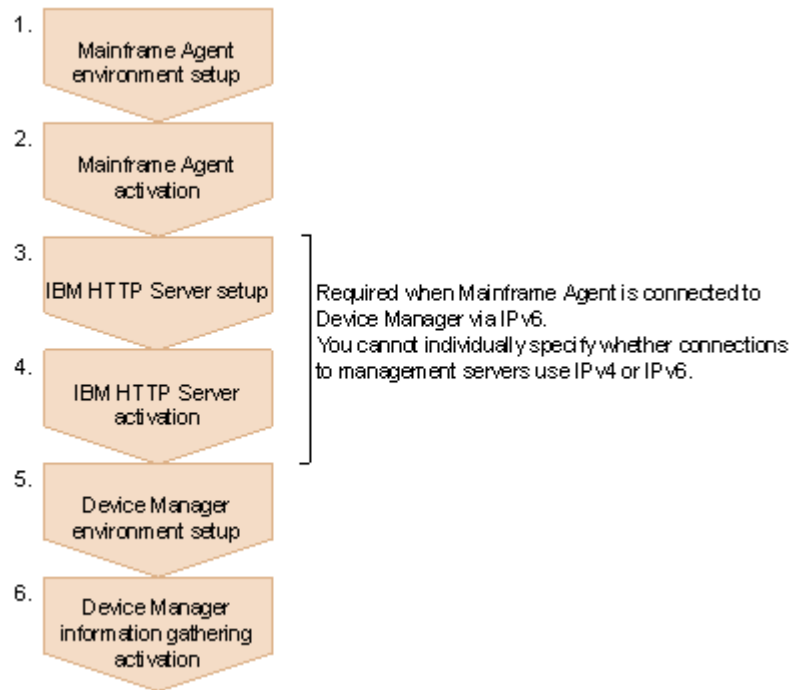 1.
Mainframe Agent
environment setup
2.
Mainframe Agent
activation
3.
IBM HTTP Server setup
Required when Mainframe Agent is connected to
Device Manager via IPv6.
You cannot individually specify whether connections
to management servers use IPv4 or IPv6.
4.
IBM HTTP Server
activation
5.
Device Manager
environment setup
6.
Device Manager
information gathering
activation